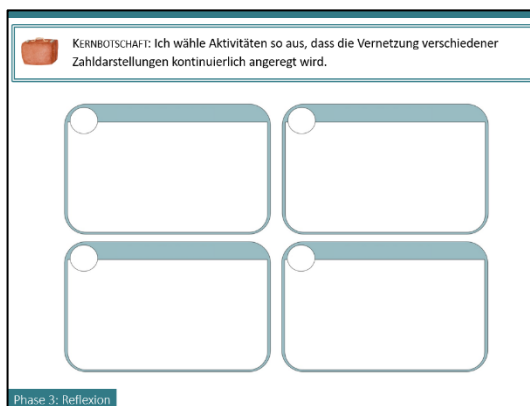 KERNBOTSCHAFT: Ich wähle Aktivitäten so aus, dass die Vernetzung verschiedener
Zahldarstellungen kontinuierlich angeregt wird.
Phase 3: Reflexion